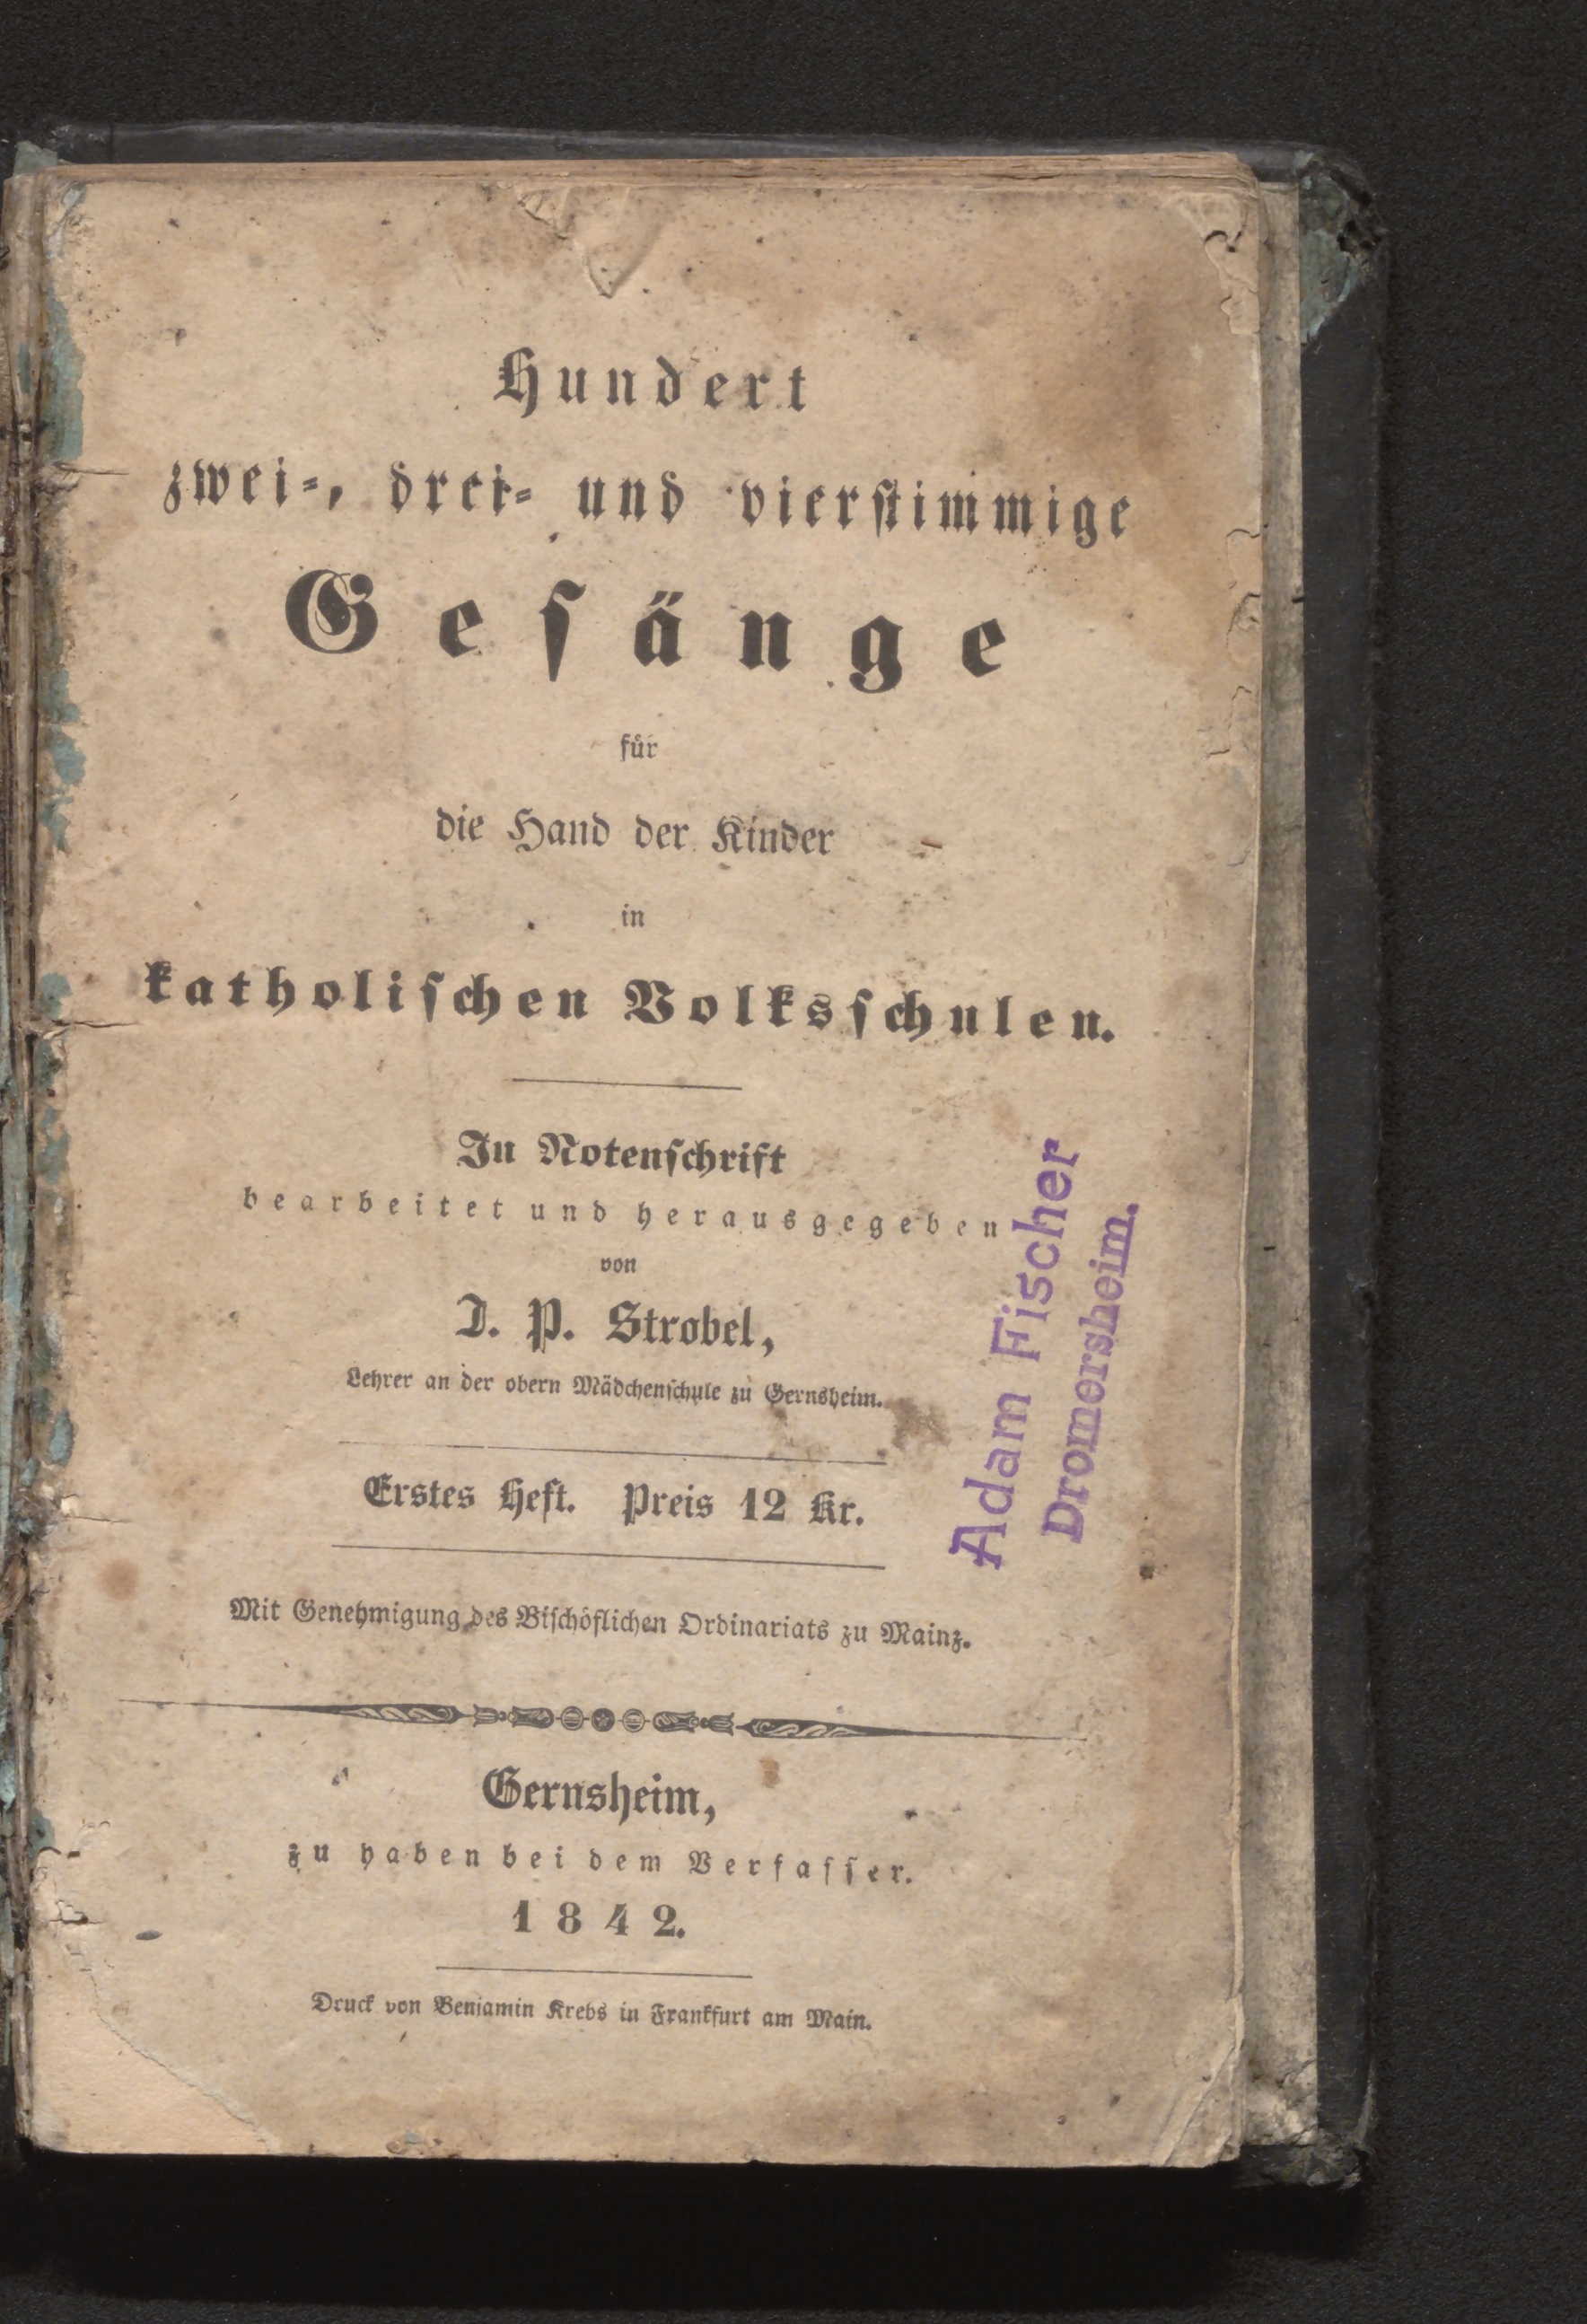 Hundert
zwei-, drei- und vierstimmige
Gesänge
für
die Hand der Kinder
in
katholischen Volksschulen.
In Notenschrift
bearbeitet und herausgegeben
von
D. P. Strobel,
Lehrer an der obern Mädchenschule zu Gernsheim.
Erstes Heft. Preis 12 Kr.
Mit Genehmigung des Bischöflichen Ordinariats zu Mainz.
Gernsheim,
zu haben bei dem Verfasser.
1842.
Druck von Benjamin Krebs in Frankfurt am Main.
Adam Fischer
Dromersheim.